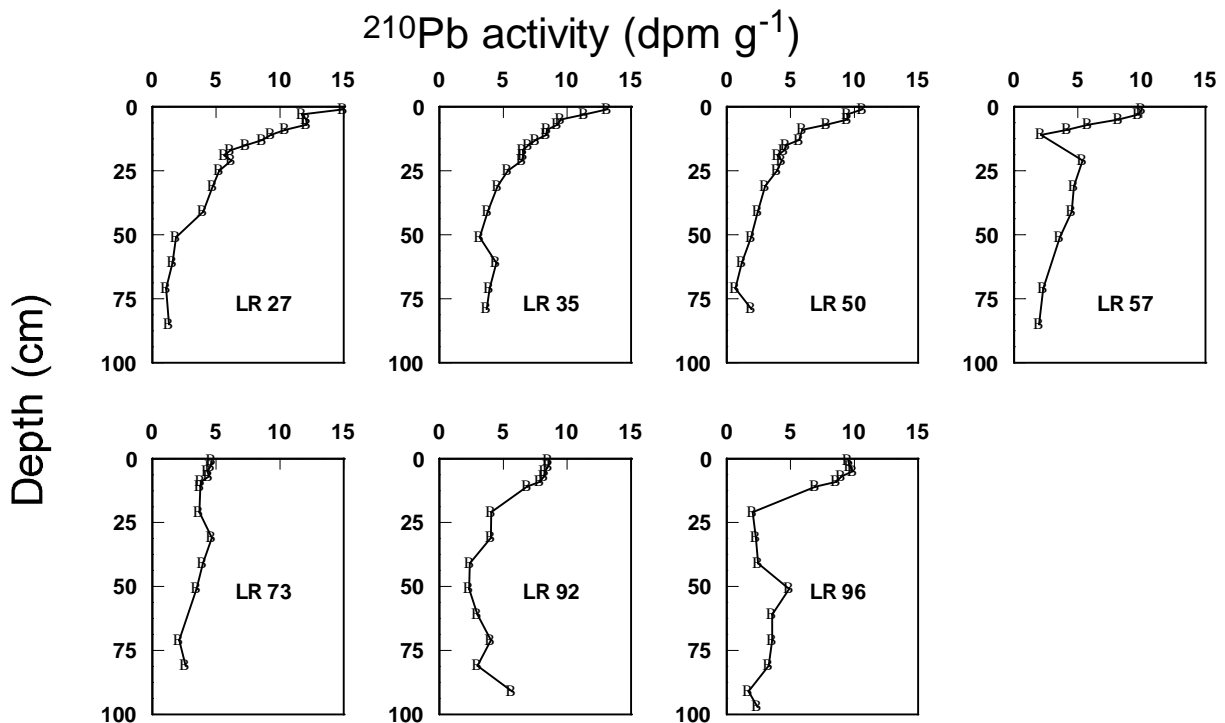 ²¹⁰Pb activity (dpm g⁻¹)
0 5 10 15 0 5 10 15 0 5 10 15 0 5 10 15
0 0 0 0
25 25 25 25
50 50 50 50
75 LR 27 75 LR 35 75 LR 50 75 LR 57
100 100 100 100
Depth (cm)
0 5 10 15 0 5 10 15 0 5 10 15
0 0 0
25 25 25
50 LR 73 50 LR 92 50 LR 96
75 75 75
100 100 100